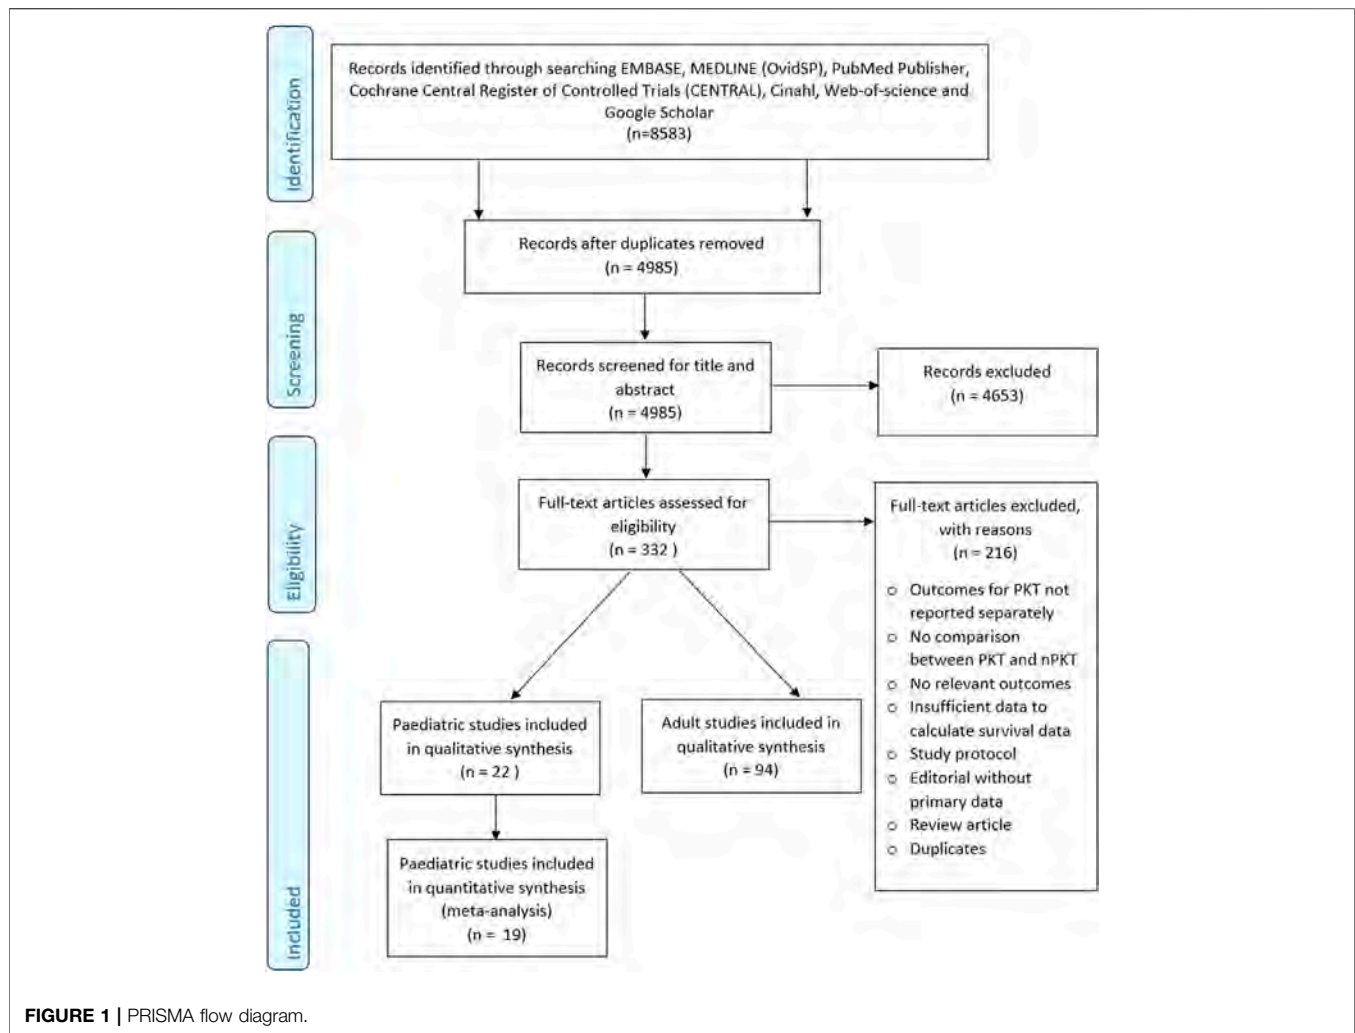 Identification
Records identified through searching EMBASE, MEDLINE (OvidSP), PubMed Publisher,
Cochrane Central Register of Controlled Trials (CENTRAL), Cinahl, Web-of-science and
Google Scholar
(n=8583)
Records after duplicates removed
(n = 4985)
Screening
Records screened for title and
abstract
(n = 4985)
Records excluded
(n = 4653)
Eligibility
Full-text articles assessed for
eligibility
(n = 332 )
Full-text articles excluded,
with reasons
(n = 216)
o Outcomes for PKT not
reported separately
o No comparison
between PKT and nPKT
o No relevant outcomes
o Insufficient data to
calculate survival data
o Study protocol
o Editorial without
primary data
o Review article
o Duplicates
Included
Paediatric studies included
in qualitative synthesis
(n = 22 )
Adult studies included in
qualitative synthesis
(n = 94)
Paediatric studies included
in quantitative synthesis
(meta-analysis)
(n = 19)
FIGURE 1 | PRISMA flow diagram.